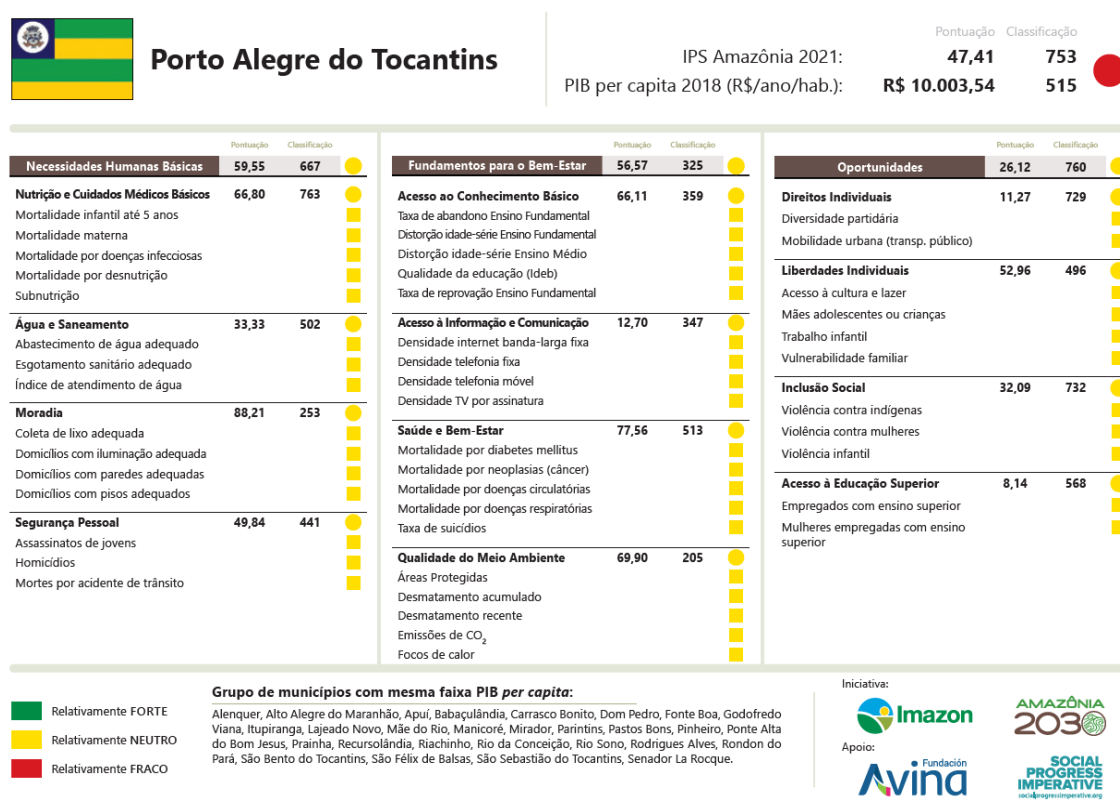 Porto Alegre do Tocantins
Pontuação Classificação
IPS Amazônia 2021: 47,41 753
PIB per capita 2018 (R$/ano/hab.): R$ 10.003,54 515
Pontuação Classificação
Necessidades Humanas Básicas 59,55 667
Nutrição e Cuidados Médicos Básicos 66,80 763
Mortalidade infantil até 5 anos
Mortalidade materna
Mortalidade por doenças infecciosas
Mortalidade por desnutrição
Subnutrição
Água e Saneamento 33,33 502
Abastecimento de água adequado
Esgotamento sanitário adequado
Índice de atendimento de água
Moradia 88,21 253
Coleta de lixo adequada
Domicílios com iluminação adequada
Domicílios com paredes adequadas
Domicílios com pisos adequados
Segurança Pessoal 49,84 441
Assassinatos de jovens
Homicídios
Mortes por acidente de trânsito
Pontuação Classificação
Fundamentos para o Bem-Estar 56,57 325
Acesso ao Conhecimento Básico 66,11 359
Taxa de abandono Ensino Fundamental
Distorção idade-série Ensino Fundamental
Distorção idade-série Ensino Médio
Qualidade da educação (Ideb)
Taxa de reprovação Ensino Fundamental
Acesso à Informação e Comunicação 12,70 347
Densidade internet banda-larga fixa
Densidade telefonia fixa
Densidade telefonia móvel
Densidade TV por assinatura
Saúde e Bem-Estar 77,56 513
Mortalidade por diabetes mellitus
Mortalidade por neoplasias (câncer)
Mortalidade por doenças circulatórias
Mortalidade por doenças respiratórias
Taxa de suicídios
Qualidade do Meio Ambiente 69,90 205
Áreas Protegidas
Desmatamento acumulado
Desmatamento recente
Emissões de CO2
Focos de calor
Pontuação Classificação
Oportunidades 26,12 760
Direitos Individuais 11,27 729
Diversidade partidária
Mobilidade urbana (transp. público)
Liberdades Individuais 52,96 496
Acesso à cultura e lazer
Mães adolescentes ou crianças
Trabalho infantil
Vulnerabilidade familiar
Inclusão Social 32,09 732
Violência contra indígenas
Violência contra mulheres
Violência infantil
Acesso à Educação Superior 8,14 568
Empregados com ensino superior
Mulheres empregadas com ensino
superior
Relativamente FORTE
Relativamente NEUTRO
Relativamente FRACO
Grupo de municípios com mesma faixa PIB per capita:
Alenquer, Alto Alegre do Maranhão, Apuí, Babaçulândia, Carrasco Bonito, Dom Pedro, Fonte Boa, Godofredo
Viana, Itupiranga, Lajeado Novo, Mãe do Rio, Manicoré, Mirador, Parintins, Pastos Bons, Pinheiro, Ponte Alta
do Bom Jesus, Prainha, Recursolândia, Riachinho, Rio da Conceição, Rio Sono, Rodrigues Alves, Rondon do
Pará, São Bento do Tocantins, São Félix de Balsas, São Sebastião do Tocantins, Senador La Rocque.
Iniciativa:
Imazon
AMAZÔNIA
2030
Apoio:
Fundación
Avina
SOCIAL
PROGRESS
IMPERATIVE
socialprogressimperative.org